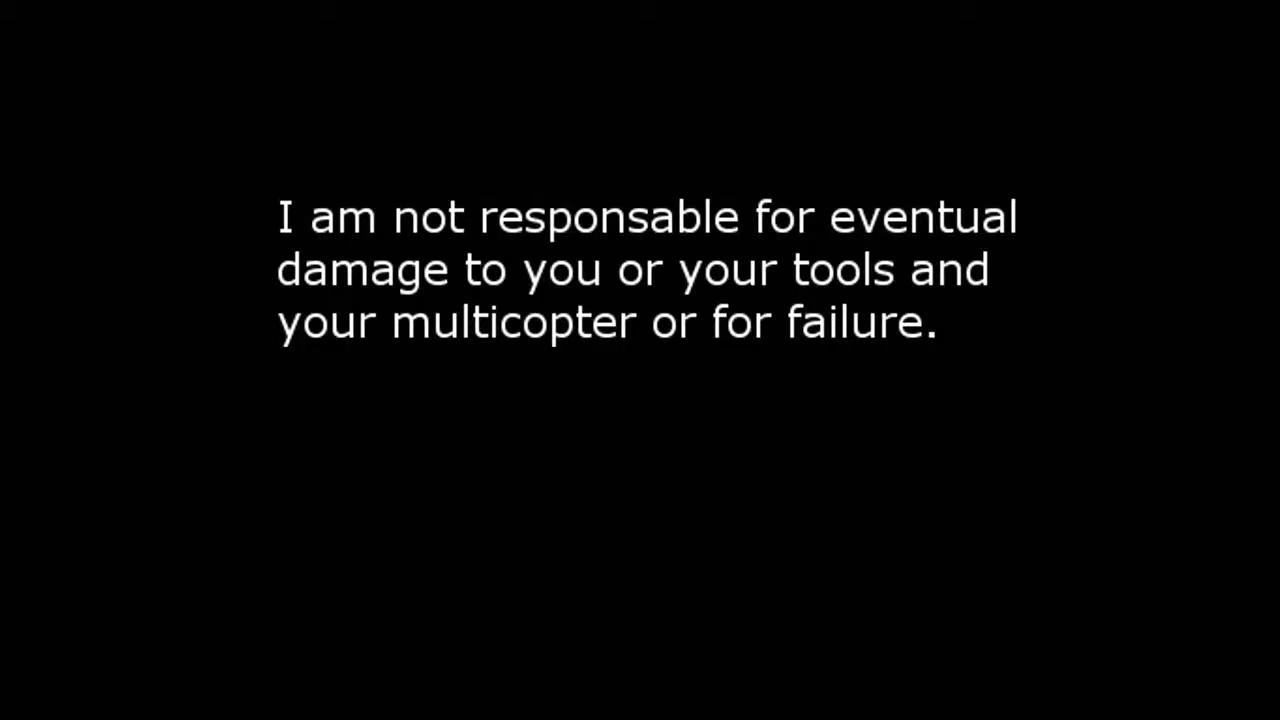 I am not responsable for eventual
damage to you or your tools and
your multicopter or for failure.